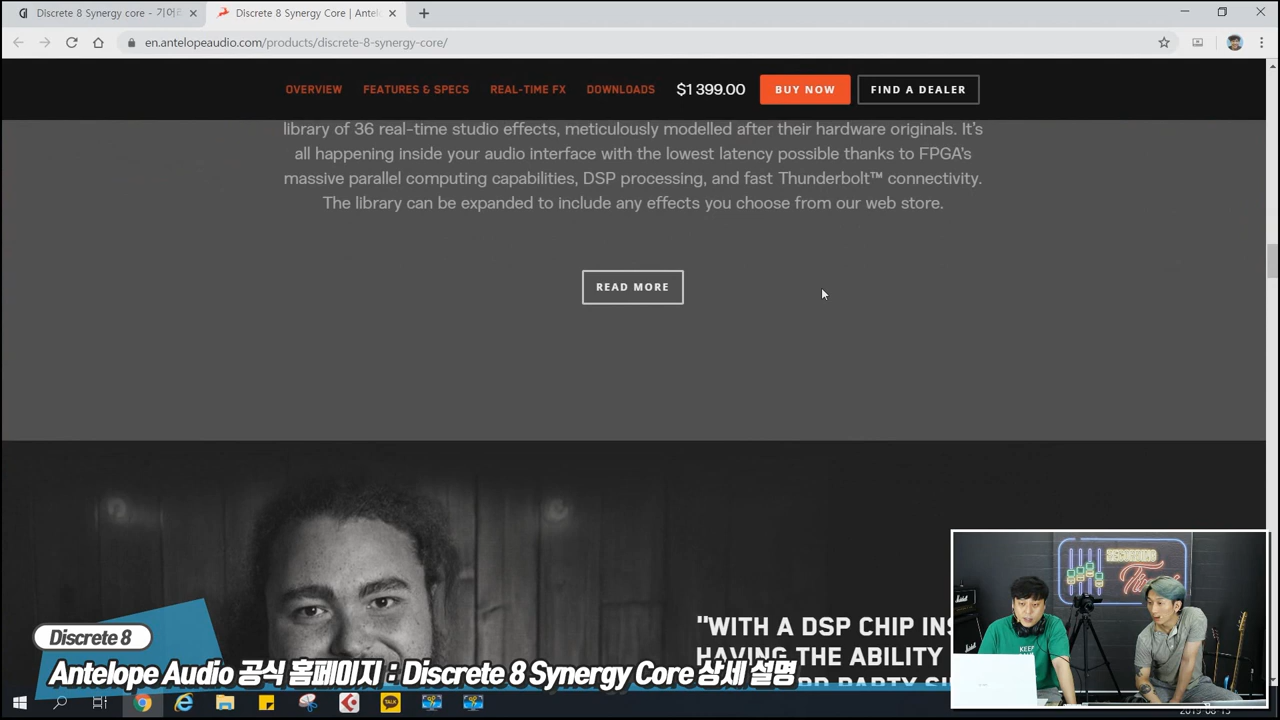 Discrete 8 Synergy core - 기어
Discrete 8 Synergy Core | Antel
en.antelopeaudio.com/products/discrete-8-synergy-core/
OVERVIEW FEATURES & SPECS REAL-TIME FX DOWNLOADS $1 399.00 BUY NOW FIND A DEALER
library of 36 real-time studio effects, meticulously modelled after their hardware originals. It's
all happening inside your audio interface with the lowest latency possible thanks to FPGA's
massive parallel computing capabilities, DSP processing, and fast Thunderbolt™ connectivity.
The library can be expanded to include any effects you choose from our web store.
READ MORE
"WITH A DSP CHIP INS
HAVING THE ABILITY
RECORDING
Discrete 8
Antelope Audio 공식 홈페이지 : Discrete 8 Synergy Core 상세 설명
KEEP
TALK